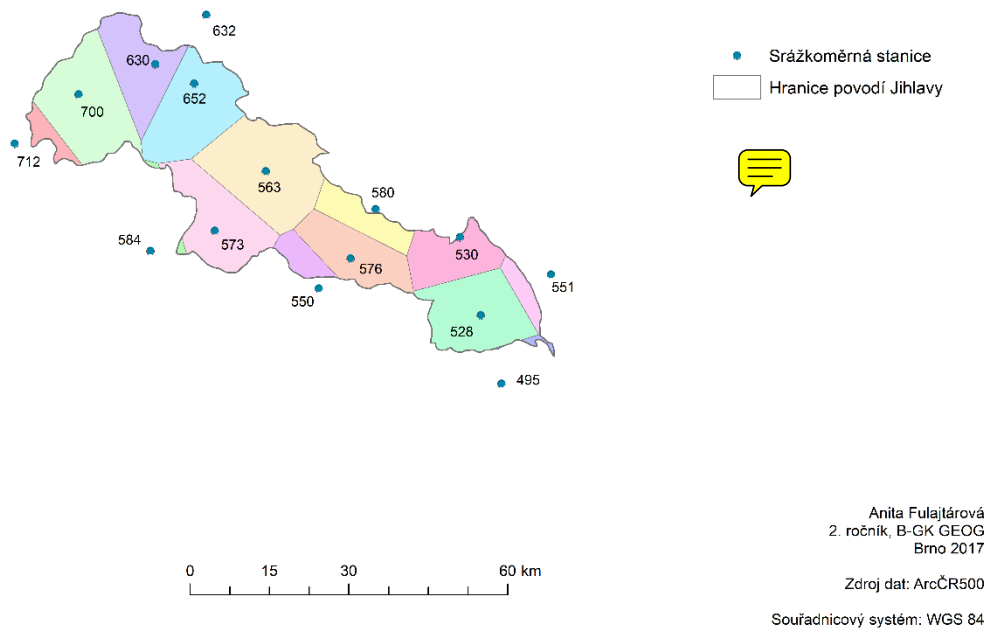 632
630
652
700
712
563
580
584
573
530
576
551
550
528
495
Srážkoměrná stanice
Hranice povodí Jihlavy
0 15 30 60 km
Anita Fulajtárová
2. ročník, B-GK GEOG
Brno 2017
Zdroj dat: ArcČR500
Souřadnicový systém: WGS 84